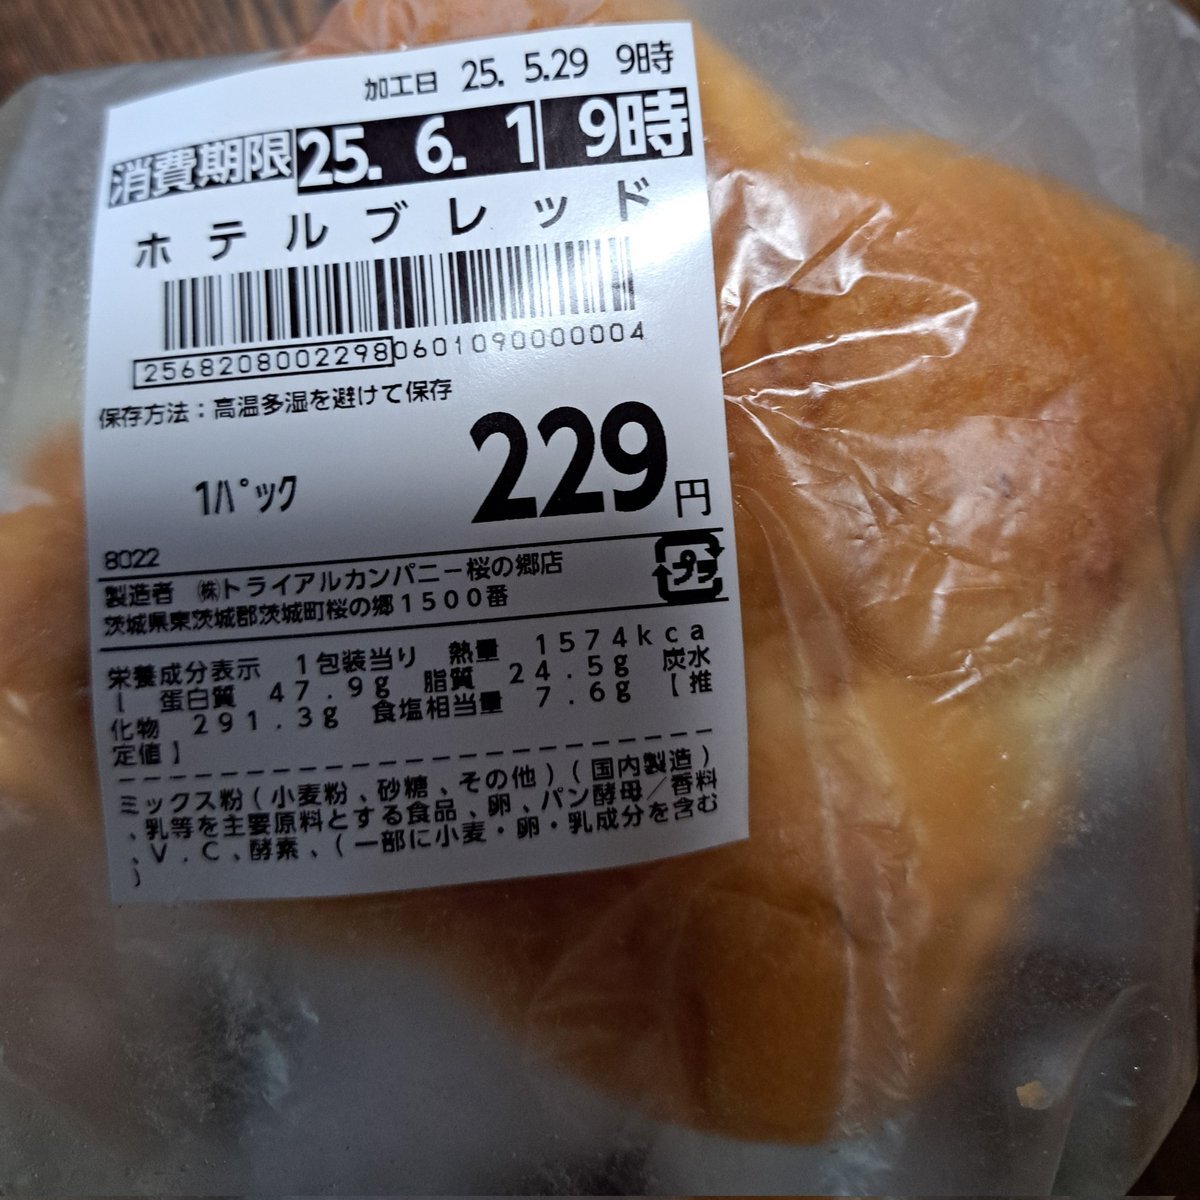 加工日 25. 5.29 9時
消費期限 25. 6. 1 9時
ホテルブレッド
2568208002298 0601090000004
保存方法：高温多湿を避けて保存
1ﾊﾟｯｸ 229円
8022
プラ
製造者 ㈱トライアルカンパニー桜の郷店
茨城県東茨城郡茨城町桜の郷1500番
栄養成分表示 1包装当り 熱量 1574kca
l 蛋白質 47.9g 脂質 24.5g 炭水
化物 291.3g 食塩相当量 7.6g 【推
定値】
ミックス粉(小麦粉、砂糖、その他)(国内製造)
、乳等を主要原料とする食品、卵、パン酵母／香料
、V.C、酵素、(一部に小麦・卵・乳成分を含む
)